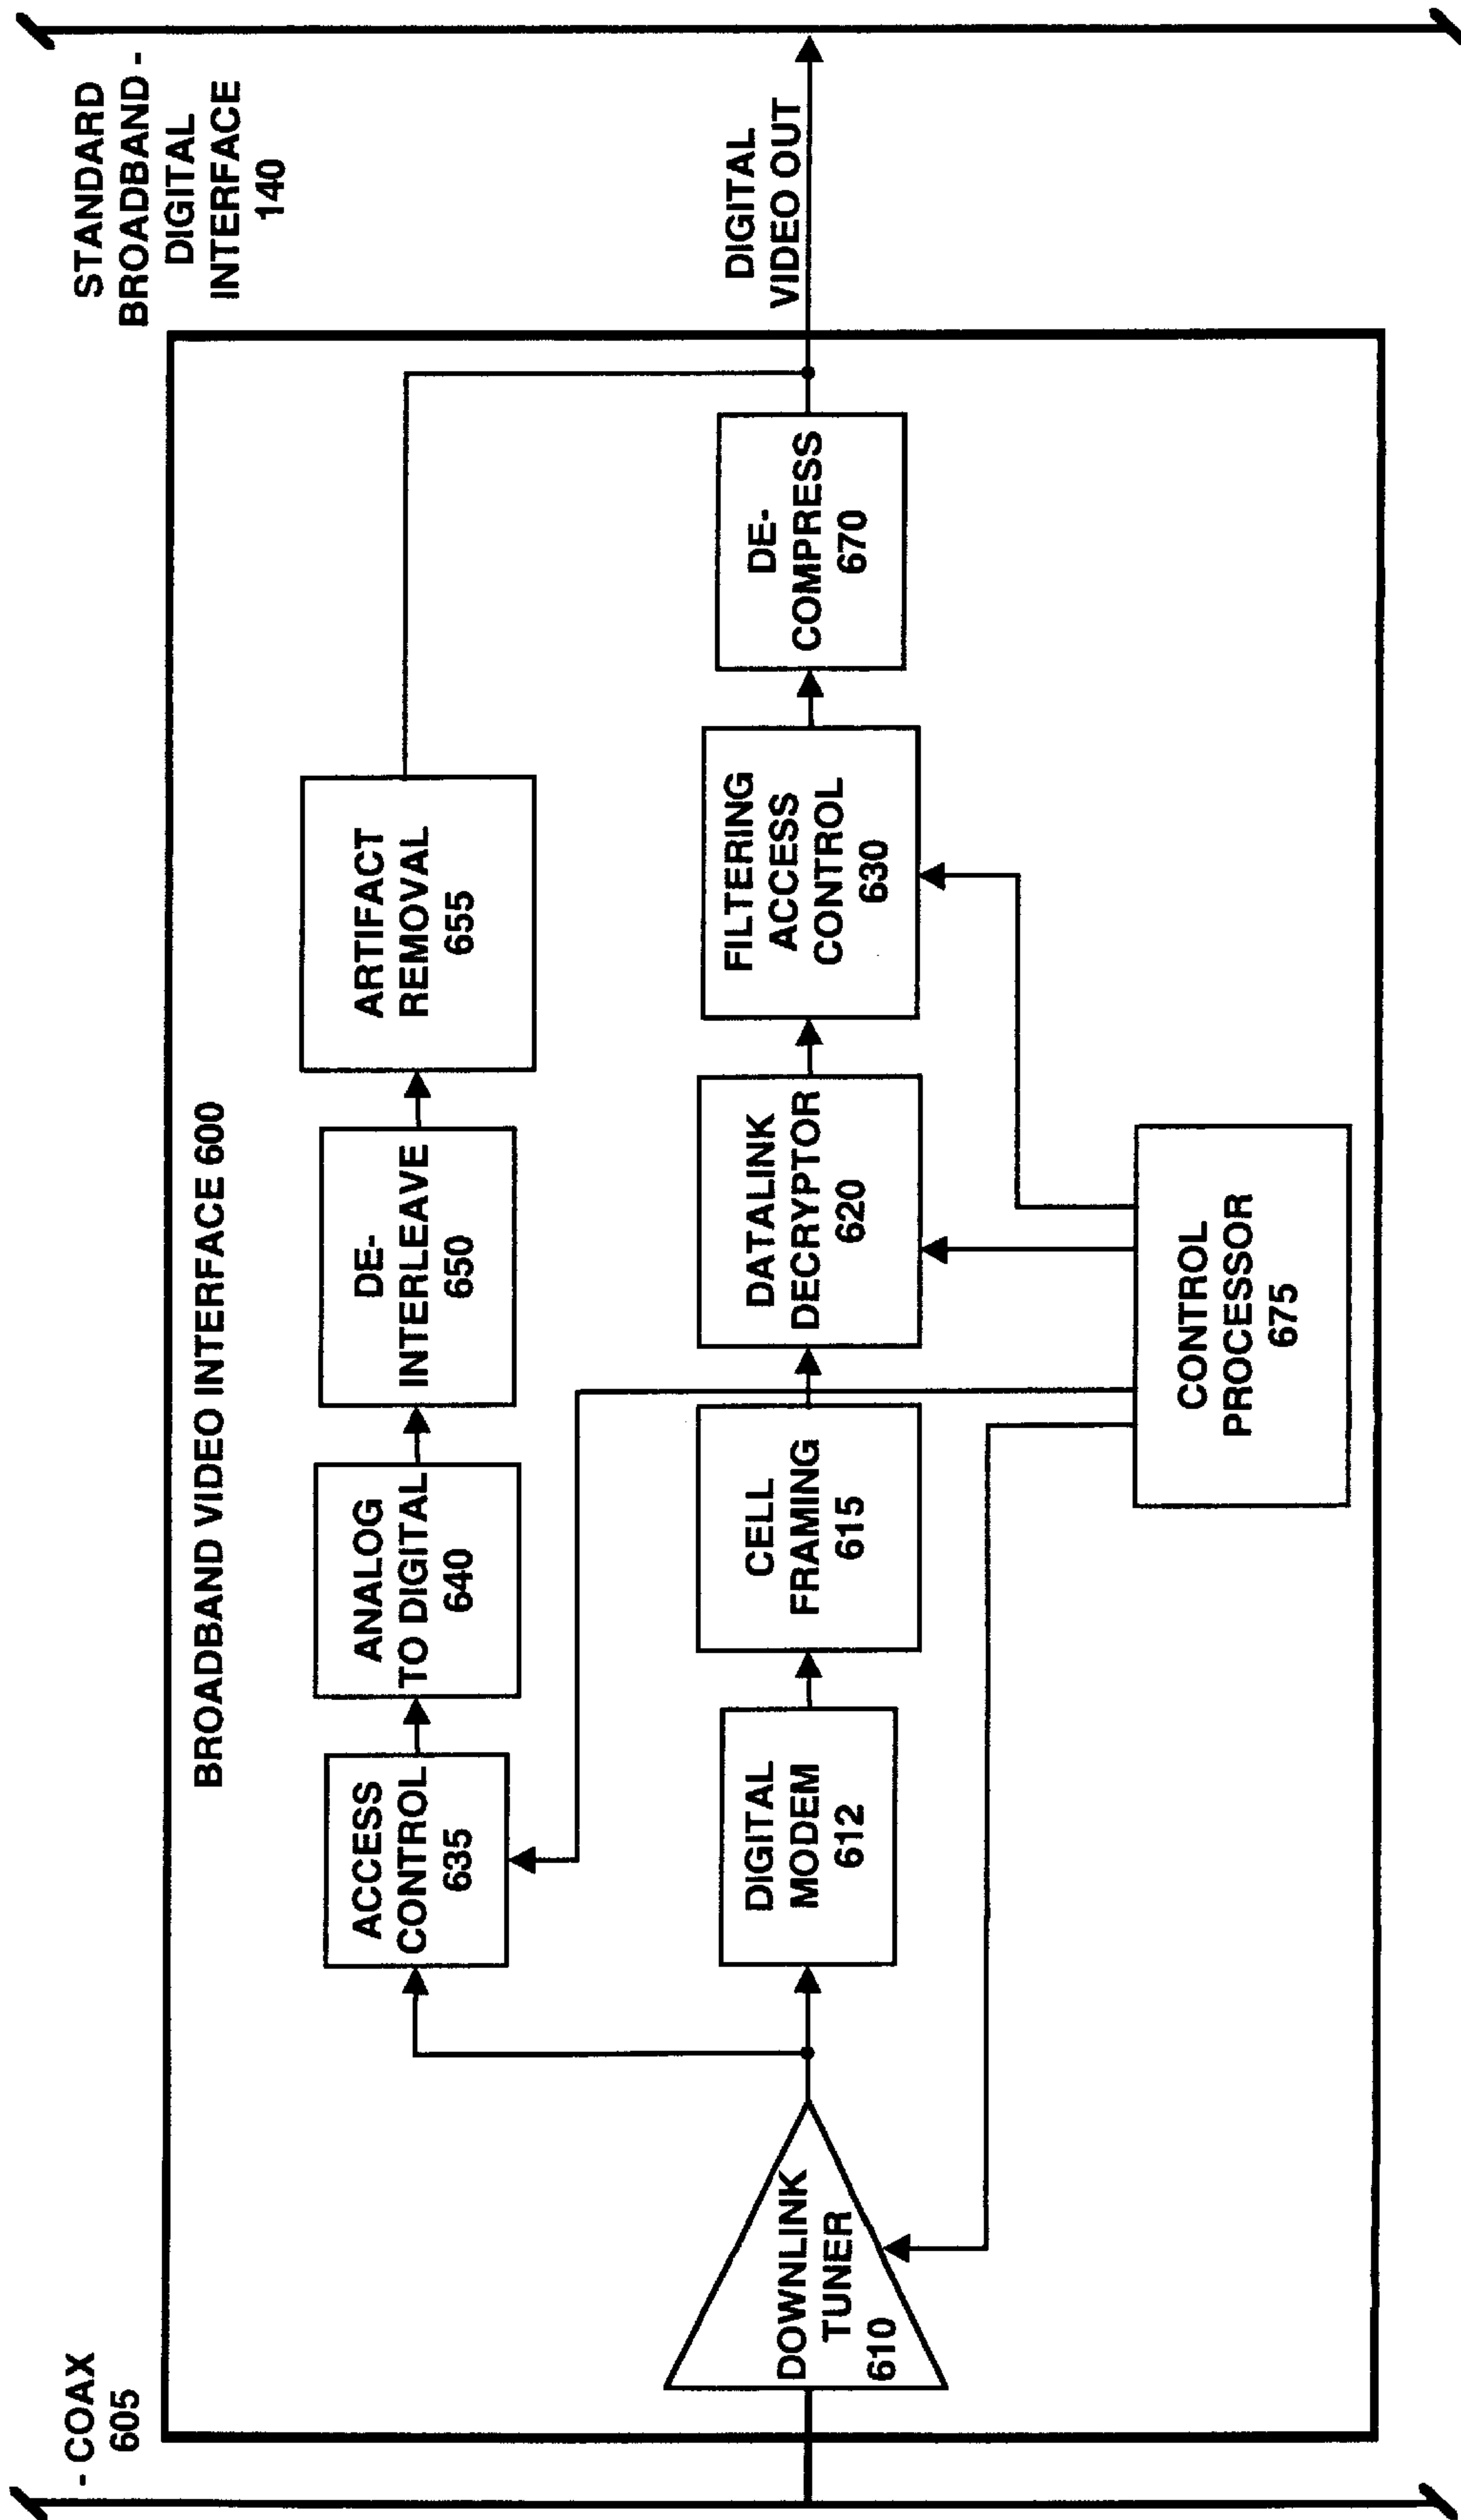 - COAX
605
STANDARD
BROADBAND -
DIGITAL
INTERFACE
140
BROADBAND VIDEO INTERFACE 600
ACCESS
CONTROL
635
ANALOG
TO DIGITAL
640
DE-
INTERLEAVE
650
ARTIFACT
REMOVAL
655
DOWNLINK
TUNER
610
DIGITAL
MODEM
612
CELL
FRAMING
615
DATALINK
DECRYPTOR
620
FILTERING
ACCESS
CONTROL
630
DE-
COMPRESS
670
DIGITAL
VIDEO OUT
CONTROL
PROCESSOR
675